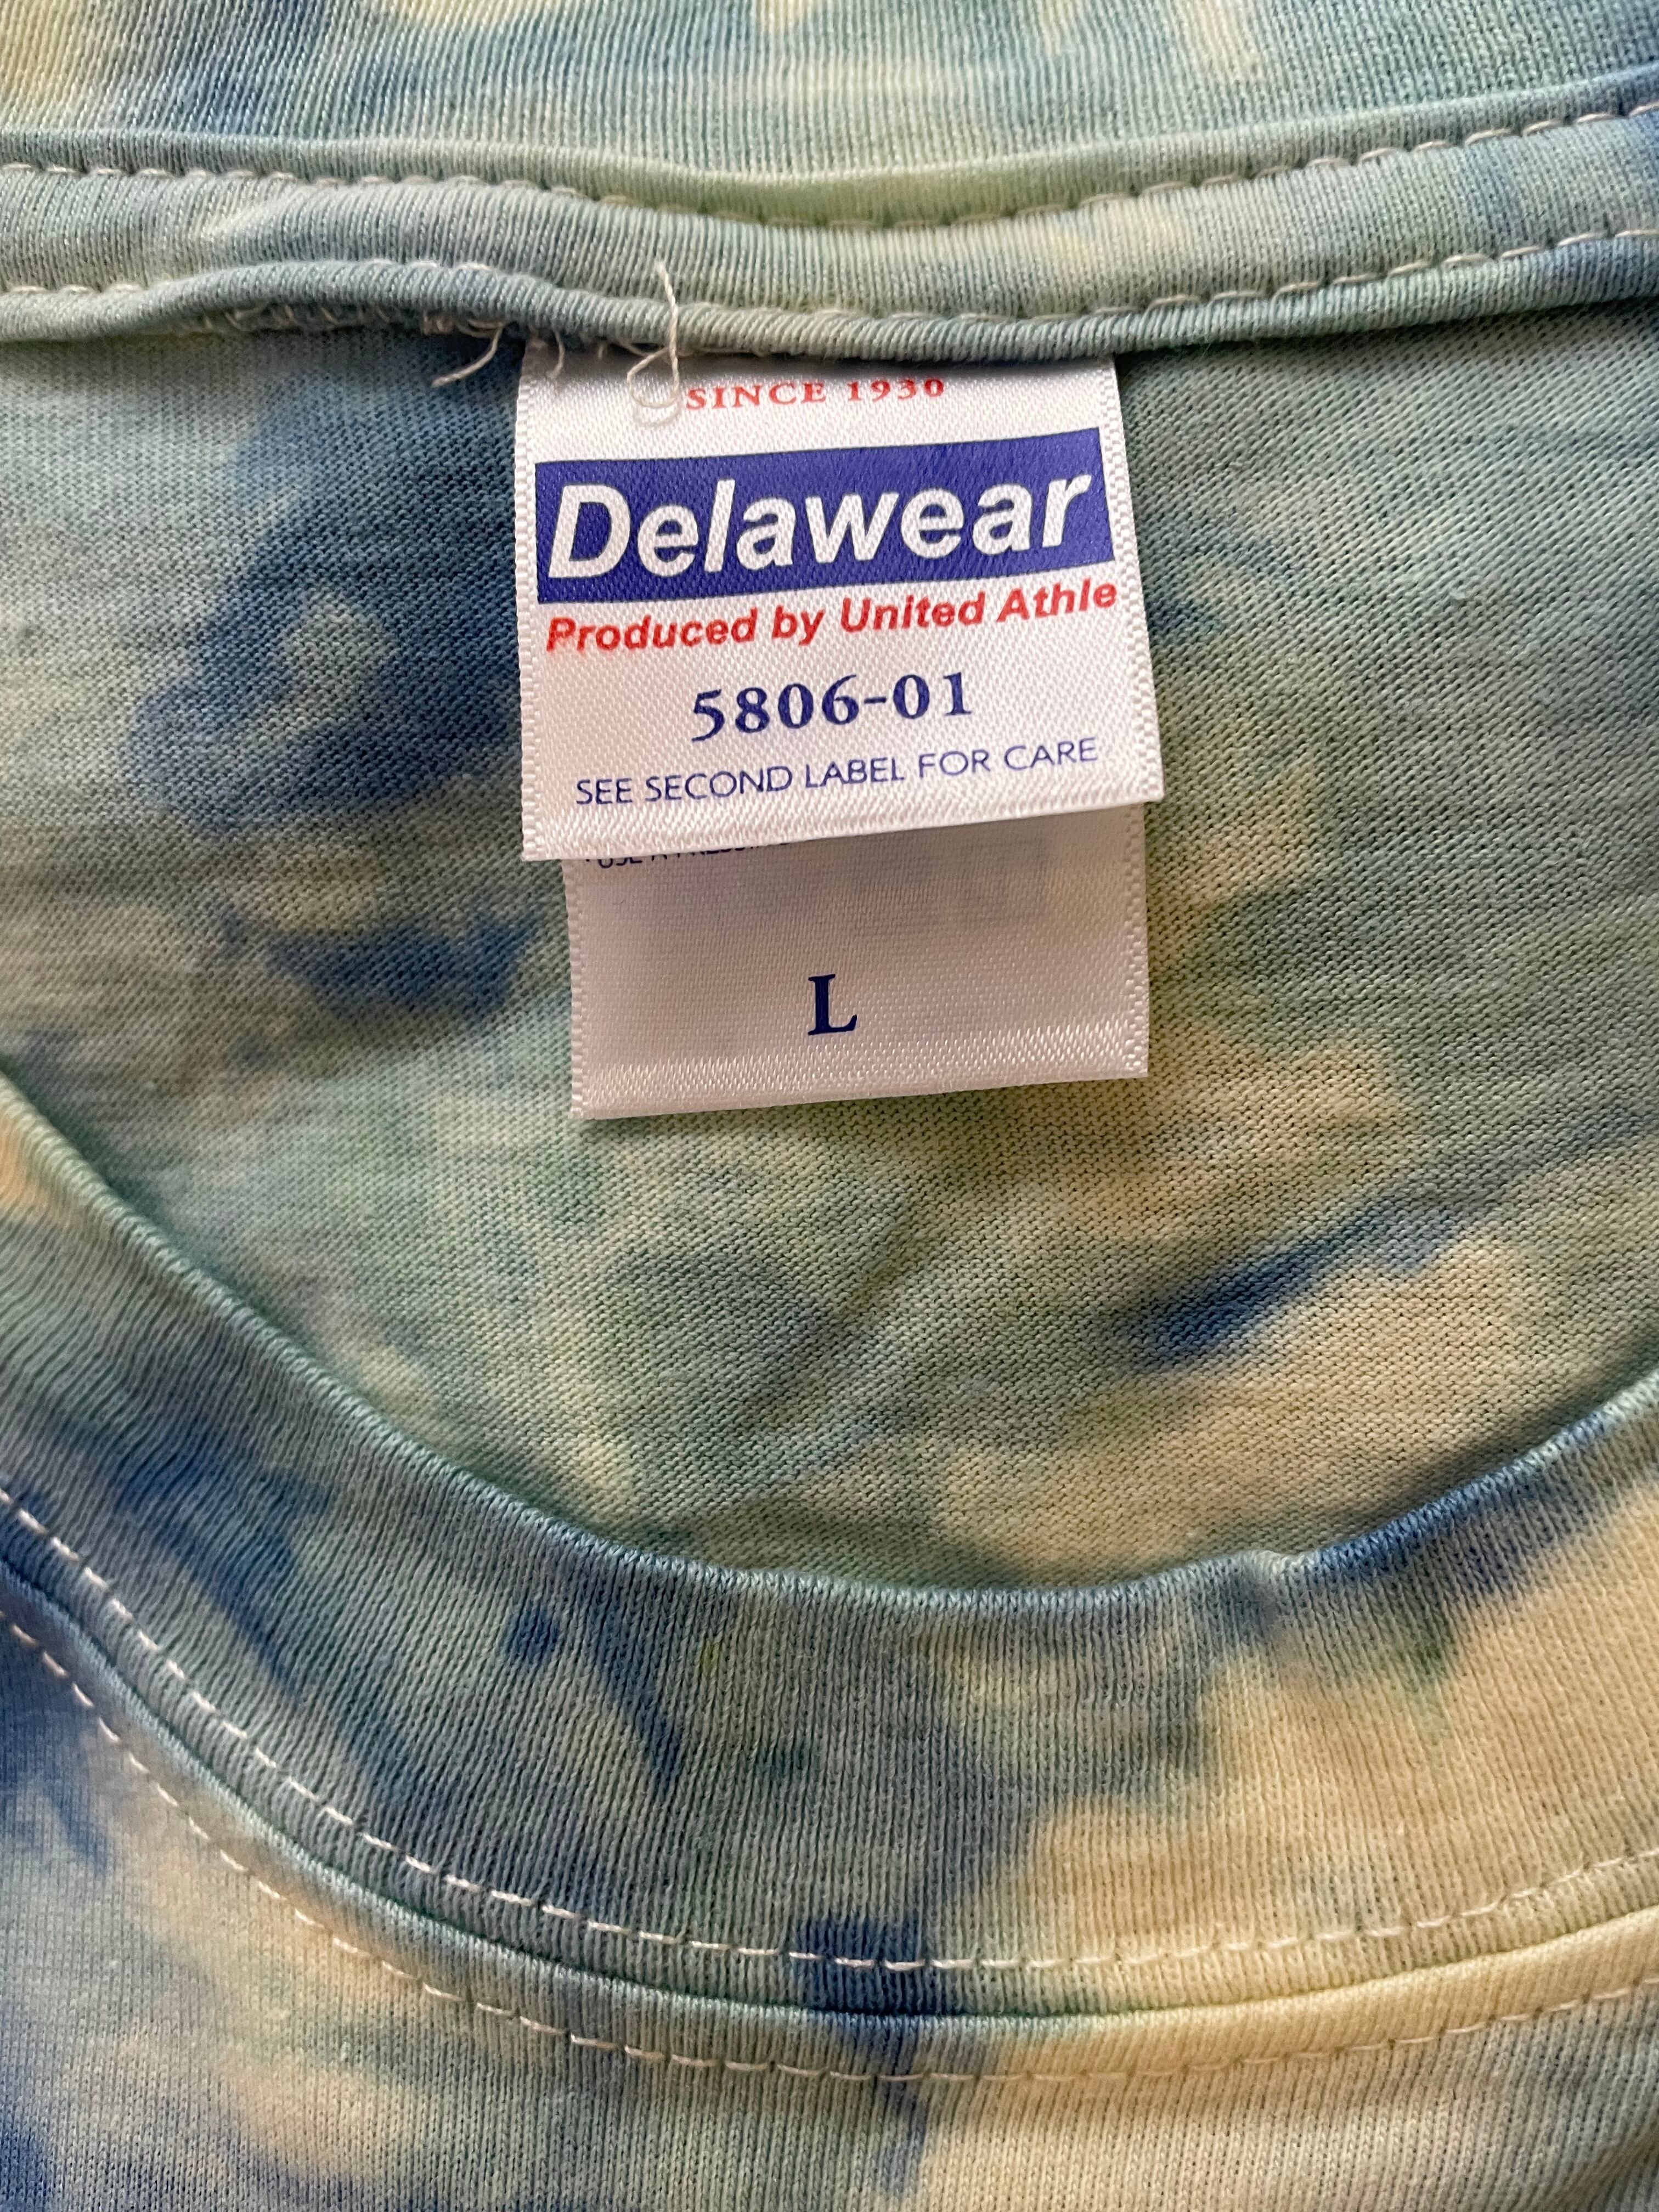 SINCE 1930
Delawear
Produced by United Athle
5806-01
SEE SECOND LABEL FOR CARE
L